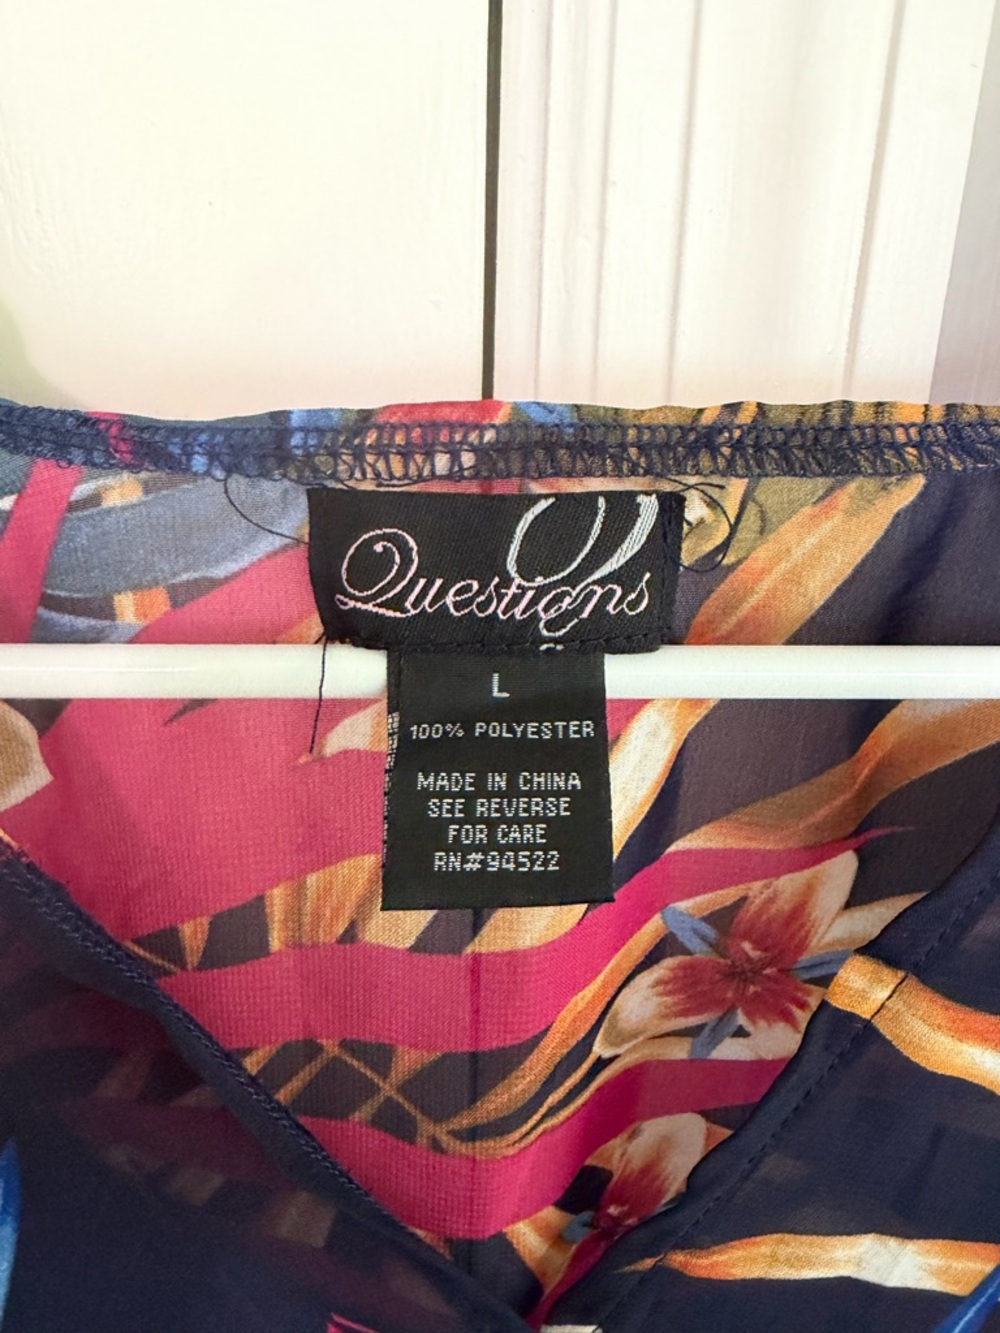 Questions
L
100% POLYESTER
MADE IN CHINA
SEE REVERSE
FOR CARE
RN#94522